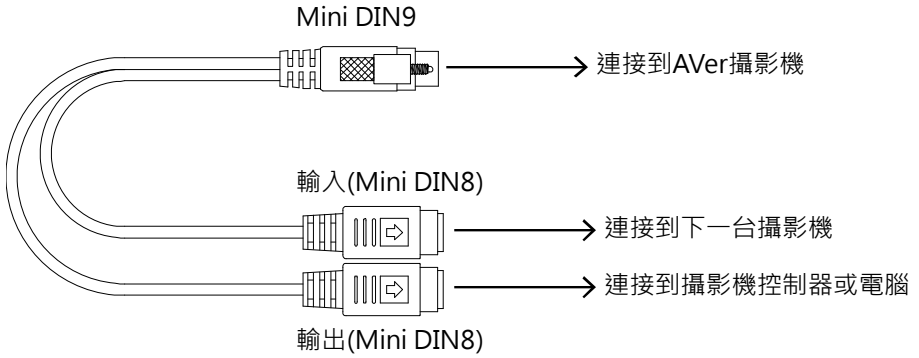 Mini DIN9
連接到AVer攝影機
輸入(Mini DIN8)
連接到下一台攝影機
連接到攝影機控制器或電腦
輸出(Mini DIN8)